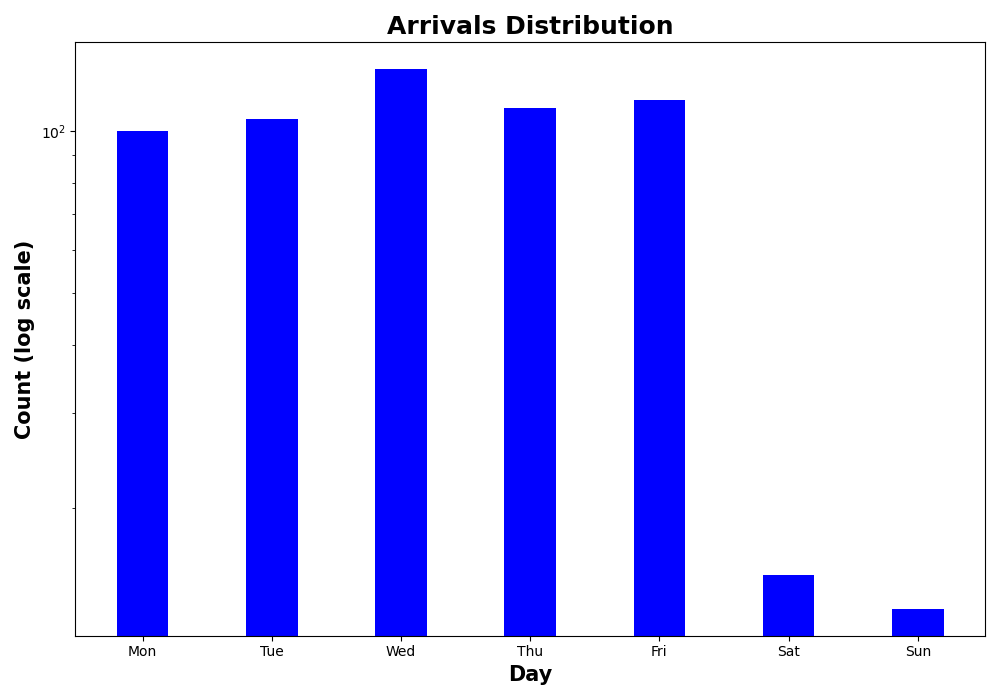 Arrivals Distribution
Count (log scale)
10²
Mon Tue Wed Thu Fri Sat Sun
Day